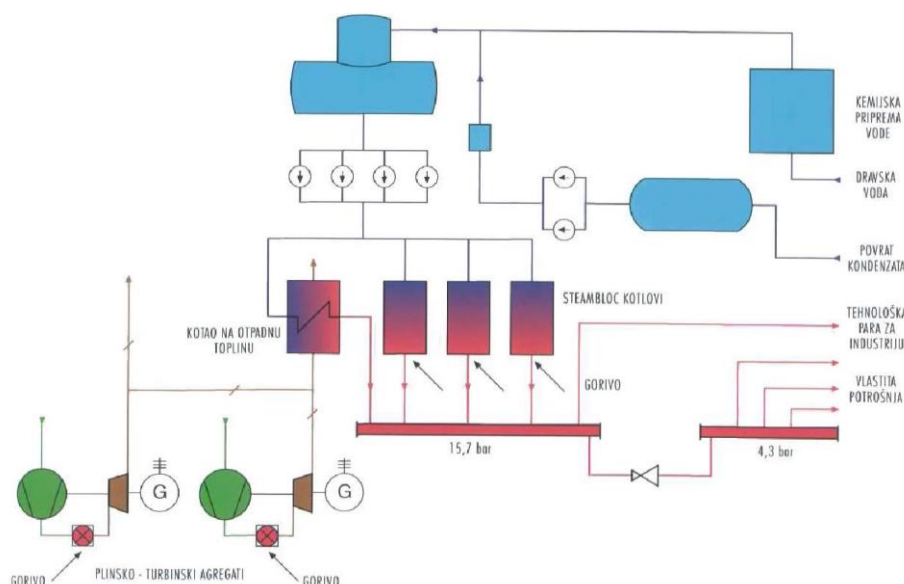 KEMIJSKA
PRIPREMA
VODE
DRAVSKA
VODA
POVRAT
KONDENZATA
STEAMBLOC KOTLOVI
KOTAO NA OTPADNU
TOPLINU
TEHNOLOŠKA
PARA ZA
INDUSTRIJU
GORIVO
VLASTITA
POTROŠNJA
15,7 bar
4,3 bar
G
G
GORIVO
PLINSKO - TURBINSKI AGREGATI
GORIVO